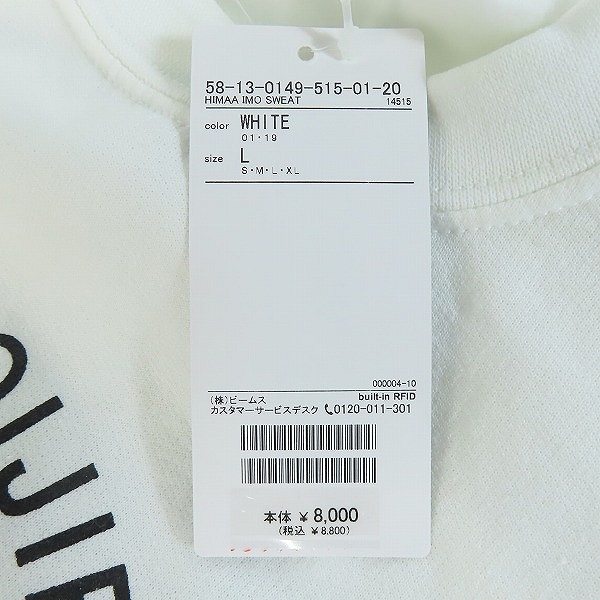 58-13-0149-515-01-20
HIMAA IMO SWEAT 14515
color WHITE
01・19
size L
S・M・L・XL
000004-10
built-in RFID
(株)ビームス
カスタマーサービスデスク 0120-011-301
本体 ¥8,000
(税込 ¥8,800)